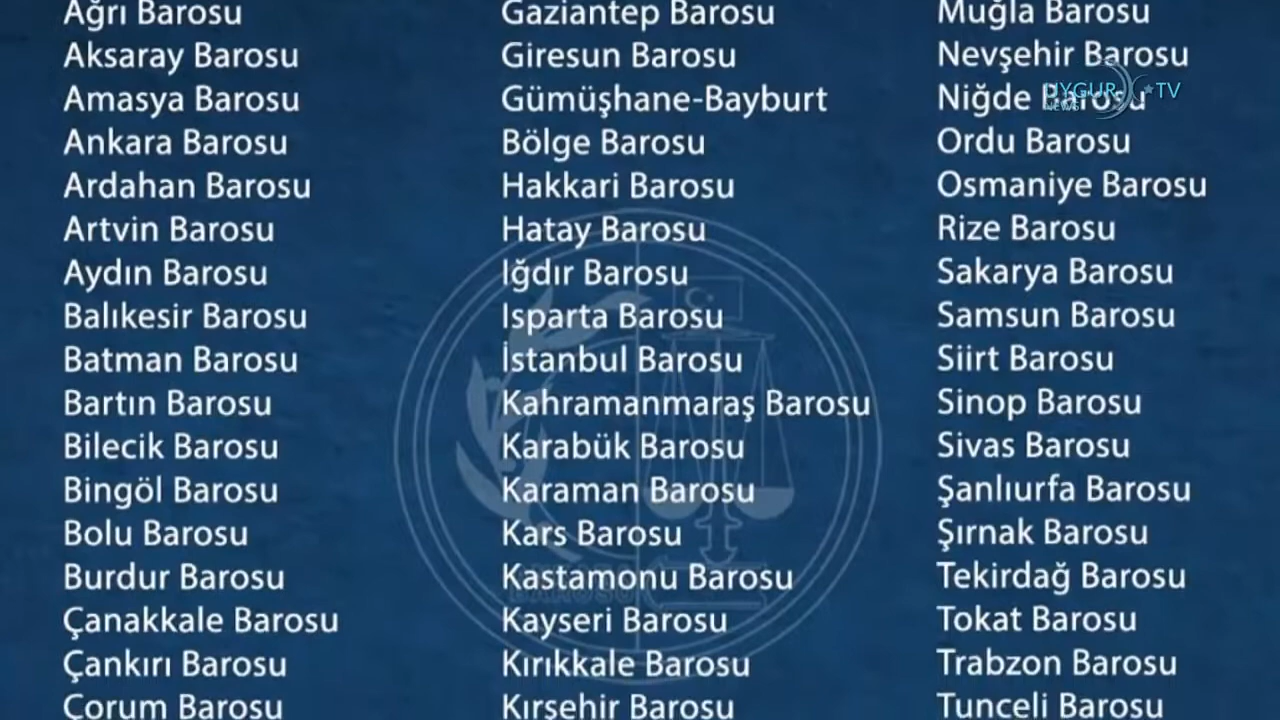 Ağrı Barosu
Aksaray Barosu
Amasya Barosu
Ankara Barosu
Ardahan Barosu
Artvin Barosu
Aydın Barosu
Balıkesir Barosu
Batman Barosu
Bartın Barosu
Bilecik Barosu
Bingöl Barosu
Bolu Barosu
Burdur Barosu
Çanakkale Barosu
Çankırı Barosu
Çorum Barosu
Gaziantep Barosu
Giresun Barosu
Gümüşhane-Bayburt
Bölge Barosu
Hakkari Barosu
Hatay Barosu
Iğdır Barosu
Isparta Barosu
İstanbul Barosu
Kahramanmaraş Barosu
Karabük Barosu
Karaman Barosu
Kars Barosu
Kastamonu Barosu
Kayseri Barosu
Kırıkkale Barosu
Kırşehir Barosu
Muğla Barosu
Nevşehir Barosu
Niğde Barosu
Ordu Barosu
Osmaniye Barosu
Rize Barosu
Sakarya Barosu
Samsun Barosu
Siirt Barosu
Sinop Barosu
Sivas Barosu
Şanlıurfa Barosu
Şırnak Barosu
Tekirdağ Barosu
Tokat Barosu
Trabzon Barosu
Tunceli Barosu
UYGUR TV
NEWS